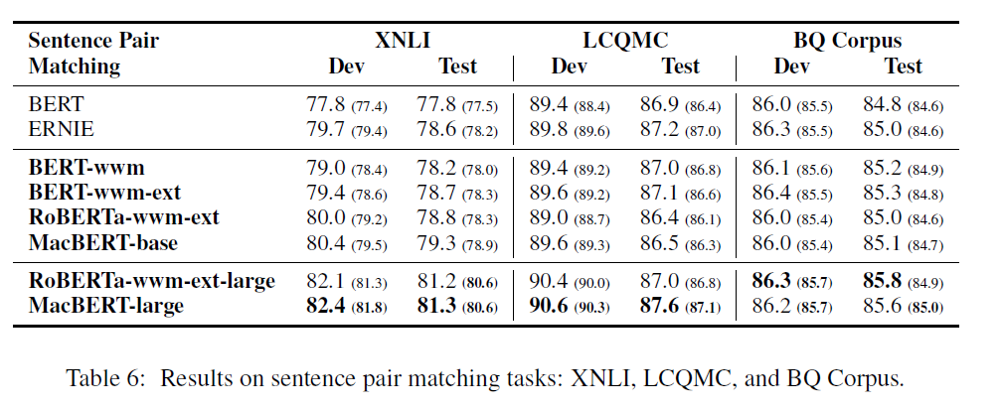 Sentence Pair XNLI LCQMC BQ Corpus
Matching Dev Test Dev Test Dev Test
BERT 77.8 (77.4) 77.8 (77.5) 89.4 (88.4) 86.9 (86.4) 86.0 (85.5) 84.8 (84.6)
ERNIE 79.7 (79.4) 78.6 (78.2) 89.8 (89.6) 87.2 (87.0) 86.3 (85.5) 85.0 (84.6)
BERT-wwm 79.0 (78.4) 78.2 (78.0) 89.4 (89.2) 87.0 (86.8) 86.1 (85.6) 85.2 (84.9)
BERT-wwm-ext 79.4 (78.6) 78.7 (78.3) 89.6 (89.2) 87.1 (86.6) 86.4 (85.5) 85.3 (84.8)
RoBERTa-wwm-ext 80.0 (79.2) 78.8 (78.3) 89.0 (88.7) 86.4 (86.1) 86.0 (85.4) 85.0 (84.6)
MacBERT-base 80.4 (79.5) 79.3 (78.9) 89.6 (89.3) 86.5 (86.3) 86.0 (85.4) 85.1 (84.7)
RoBERTa-wwm-ext-large 82.1 (81.3) 81.2 (80.6) 90.4 (90.0) 87.0 (86.8) 86.3 (85.7) 85.8 (84.9)
MacBERT-large 82.4 (81.8) 81.3 (80.6) 90.6 (90.3) 87.6 (87.1) 86.2 (85.7) 85.6 (85.0)
Table 6: Results on sentence pair matching tasks: XNLI, LCQMC, and BQ Corpus.